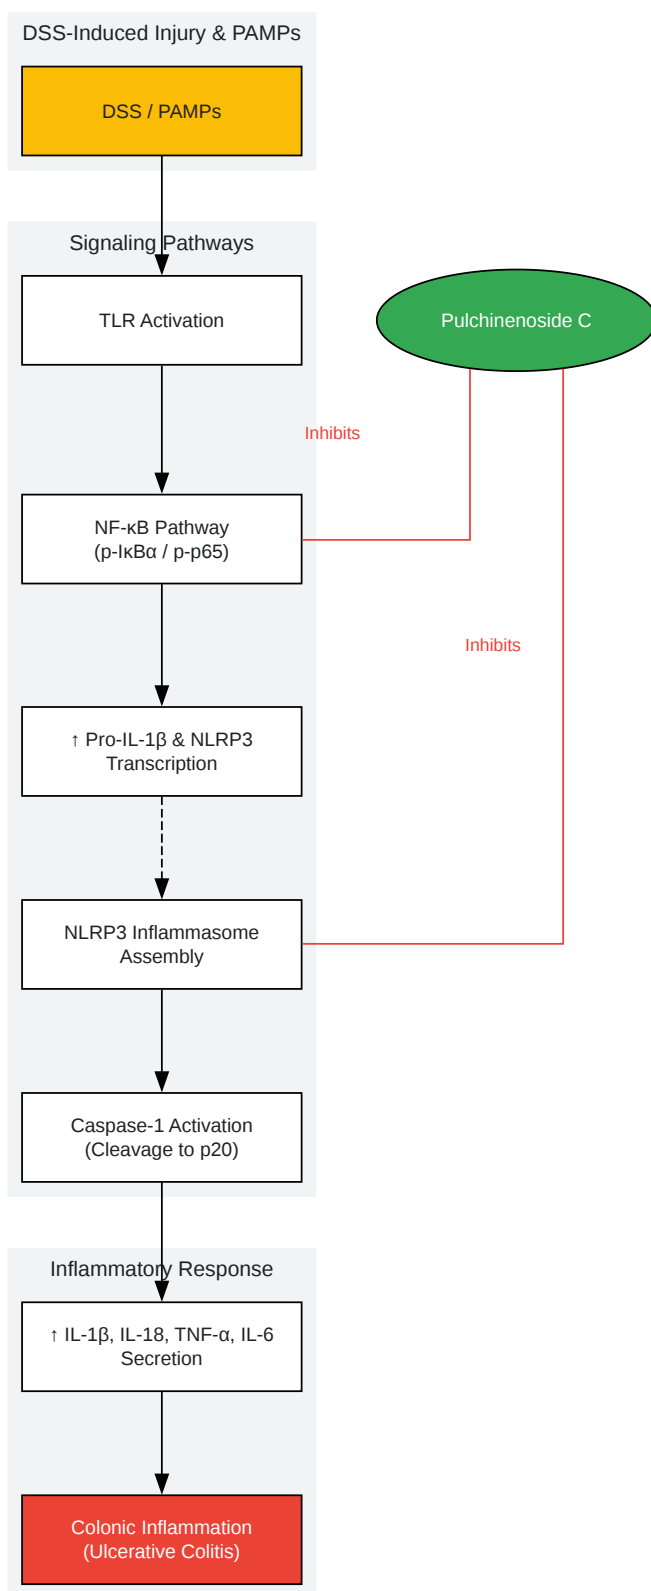 DSS-Induced Injury & PAMPs
DSS / PAMPs
Signaling Pathways
TLR Activation
Pulchinenoside C
Inhibits
NF-κB Pathway
(p-IκBα / p-p65)
Inhibits
↑ Pro-IL-1β & NLRP3
Transcription
NLRP3 Inflammasome
Assembly
Caspase-1 Activation
(Cleavage to p20)
Inflammatory Response
↑ IL-1β, IL-18, TNF-α, IL-6
Secretion
Colonic Inflammation
(Ulcerative Colitis)